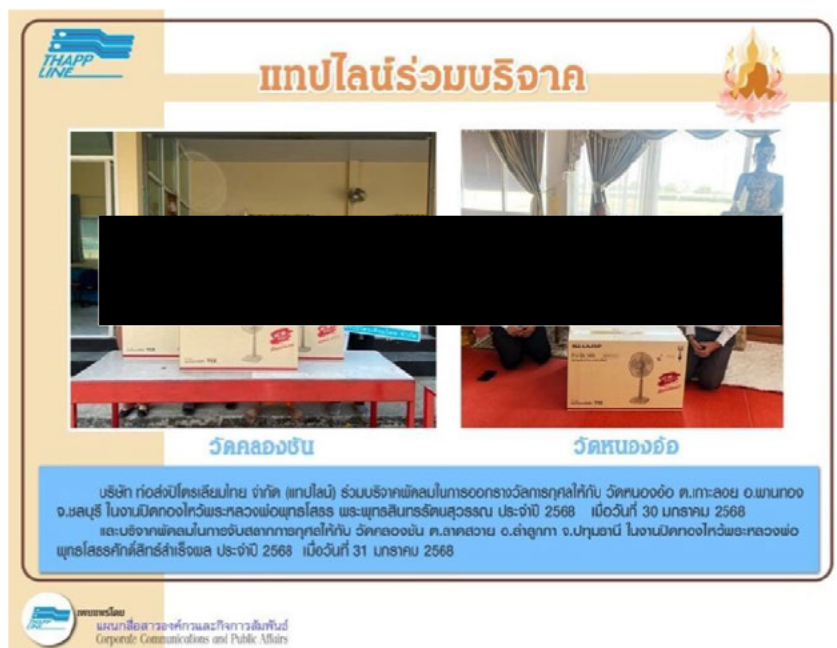 THAPP
LINE
แทปไลน์ร่วมบริจาค
SHARP
วัดคลองชัน
วัดหนองอ้อ
บริษัท ท่อส่งปิโตรเลียมไทย จำกัด (แทปไลน์) ร่วมบริจาคพัดลมในการออกรางวัลการกุศลให้กับ วัดหนองอ้อ ต.เกาะลอย อ.พานทอง
จ.ชลบุรี ในงานปิดทองไหว้พระหลวงพ่อพุทธโสธร พระพุทธสินทรรัตนสุวรรณ ประจำปี 2568 เมื่อวันที่ 30 มกราคม 2568
และบริจาคพัดลมในการจับสลากการกุศลให้กับ วัดคลองชัน ต.ลาดสวาย อ.ลำลูกกา จ.ปทุมธานี ในงานปิดทองไหว้พระหลวงพ่อ
พุทธโสธรศักดิ์สิทธ์สำเร็จผล ประจำปี 2568 เมื่อวันที่ 31 มกราคม 2568
เผยแพร่โดย
แผนกสื่อสารองค์กรและกิจการสัมพันธ์
Corporate Communications and Public Affairs